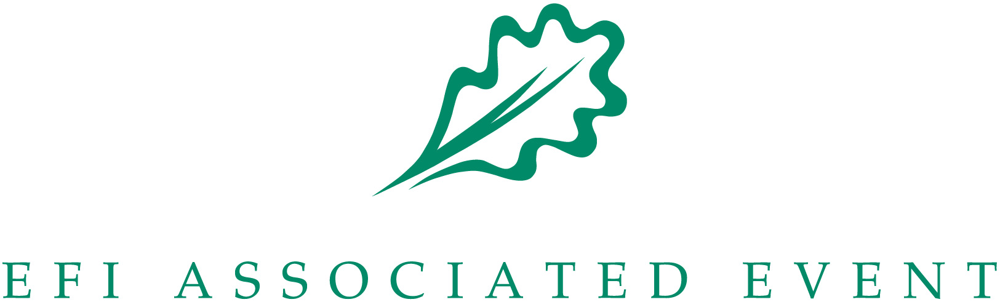 EFI ASSOCIATED EVENT